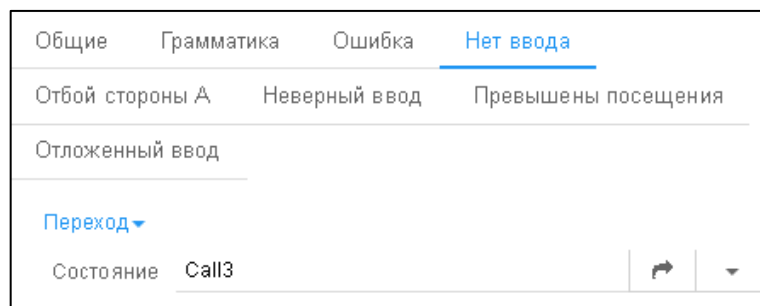 Общие Грамматика Ошибка Нет ввода
Отбой стороны А Неверный ввод Превышены посещения
Отложенный ввод
Переход
Состояние Call3